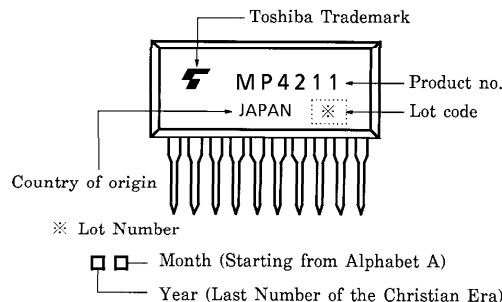 Toshiba Trademark
MP4211
Product no.
JAPAN ※
Lot code
Country of origin
※ Lot Number
Month (Starting from Alphabet A)
Year (Last Number of the Christian Era)